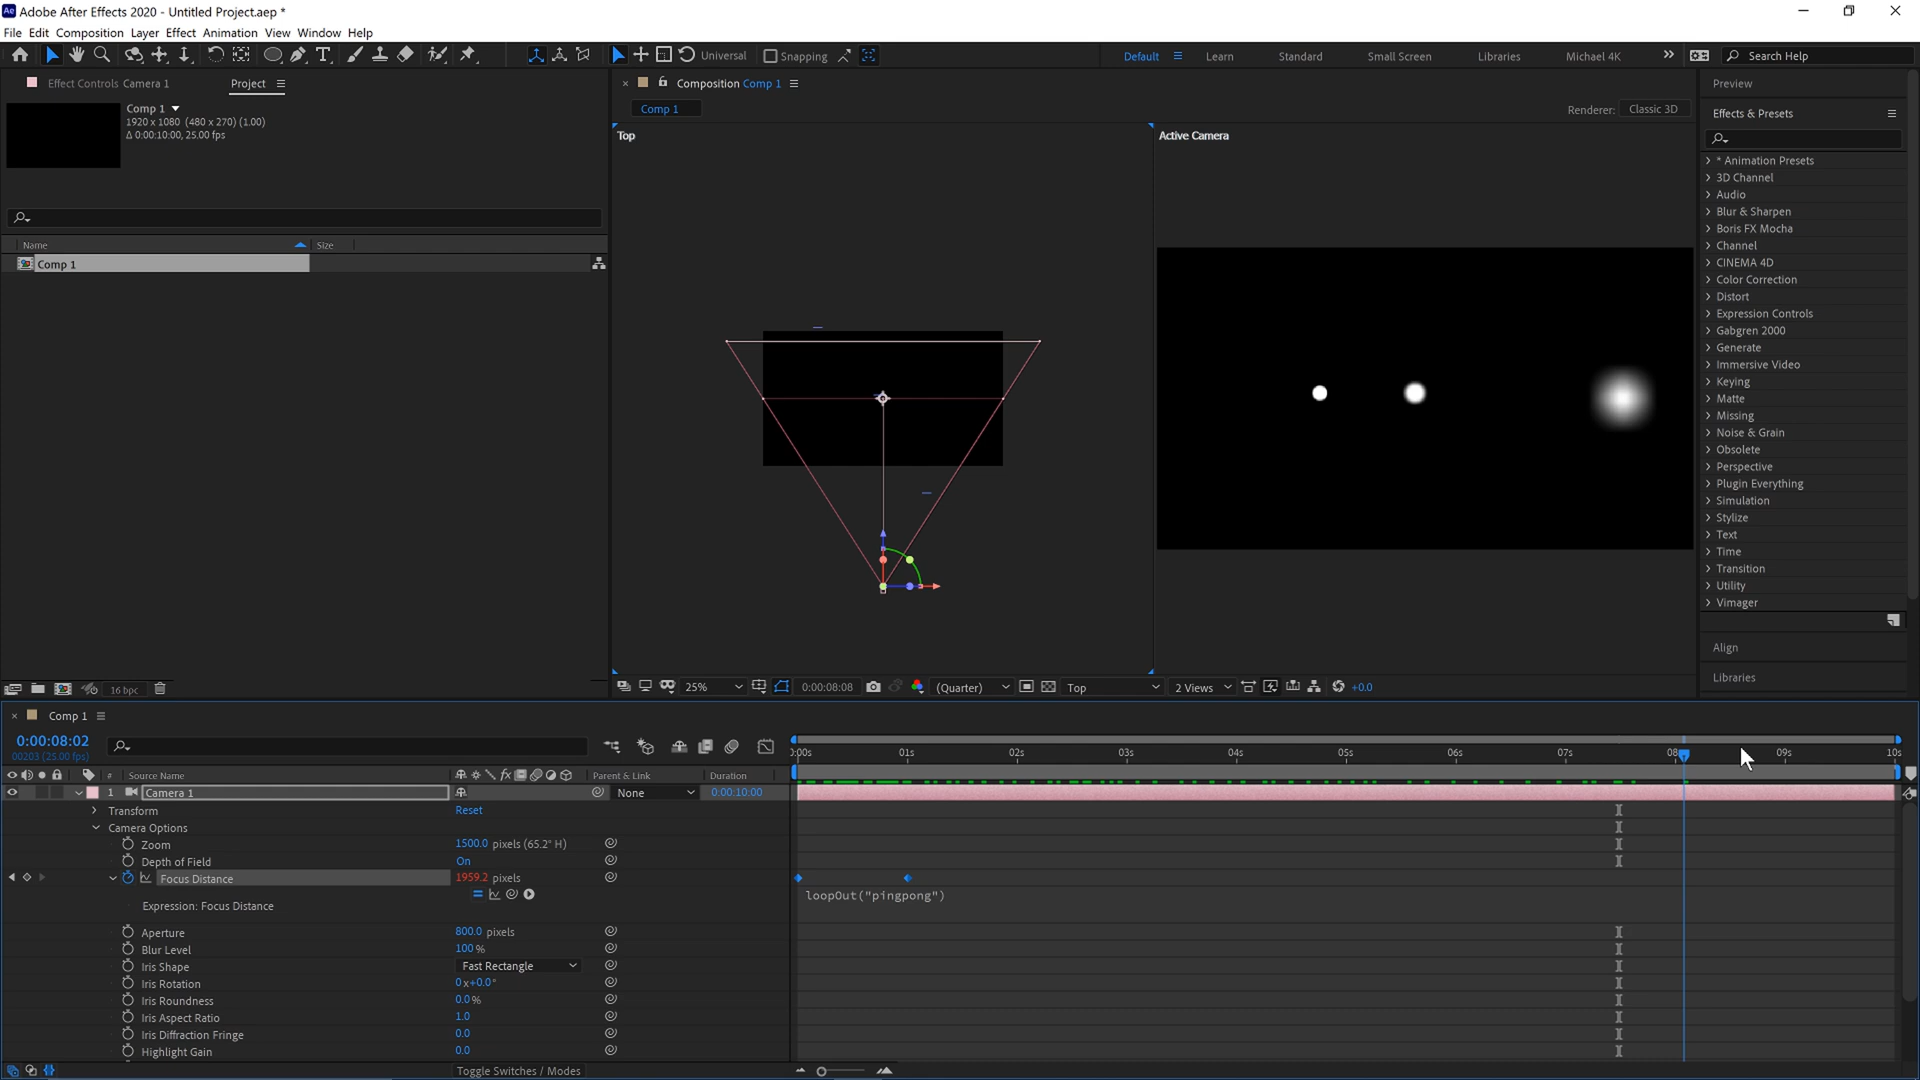 Adobe After Effects 2020 - Untitled Project.aep *
File Edit Composition Layer Effect Animation View Window Help
Universal Snapping Default Learn Standard Small Screen Libraries Michael 4K Search Help
Effect Controls Camera 1 Project
Comp 1
1920 x 1080 (480 x 270) (1.00)
Δ 0:00:10:00, 25.00 fps
Name Size
Comp 1
16 bpc
Composition Comp 1
Comp 1
Renderer: Classic 3D
Top
Active Camera
25% 0:00:08:08 (Quarter) Top 2 Views +0.0
Preview
Effects & Presets
* Animation Presets
3D Channel
Audio
Blur & Sharpen
Boris FX Mocha
Channel
CINEMA 4D
Color Correction
Distort
Expression Controls
Gabgren 2000
Generate
Immersive Video
Keying
Matte
Missing
Noise & Grain
Obsolete
Perspective
Plugin Everything
Simulation
Stylize
Text
Time
Transition
Utility
Vimager
Align
Libraries
Comp 1
0:00:08:02
00203 (25.00 fps)
# Source Name Parent & Link Duration
:00s 01s 02s 03s 04s 05s 06s 07s 08 09s 10s
1 Camera 1 None 0:00:10:00
Transform Reset
Camera Options
Zoom 1500.0 pixels (65.2° H)
Depth of Field On
Focus Distance 1959.2 pixels
Expression: Focus Distance
loopOut("pingpong")
Aperture 800.0 pixels
Blur Level 100 %
Iris Shape Fast Rectangle
Iris Rotation 0x+0.0°
Iris Roundness 0.0 %
Iris Aspect Ratio 1.0
Iris Diffraction Fringe 0.0
Highlight Gain 0.0
Toggle Switches / Modes